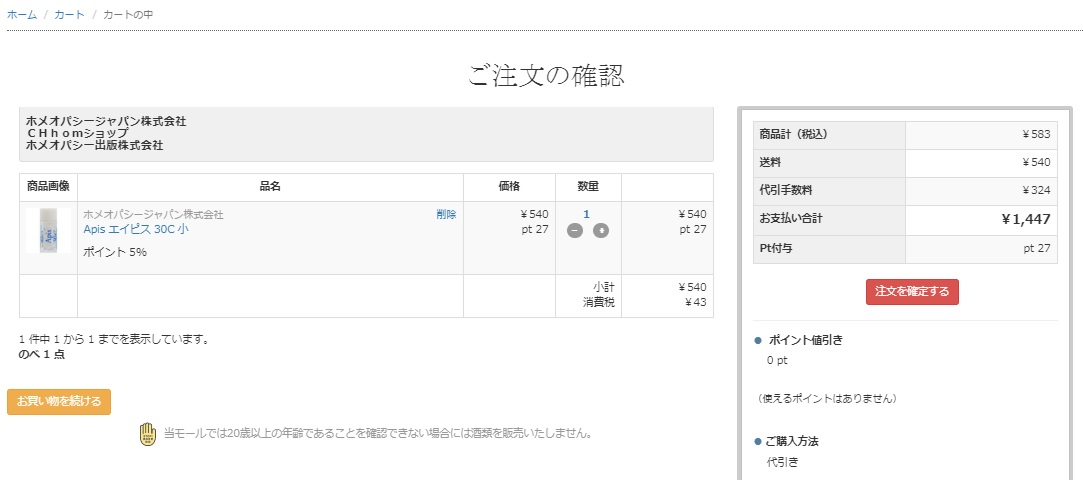 ホーム / カート / カートの中
ご注文の確認
ホメオパシージャパン株式会社
ＣＨｈｏｍショップ
ホメオパシー出版株式会社
商品画像 品名 価格 数量
ホメオパシージャパン株式会社 削除 ¥540 1 ¥540
Apis エイピス 30C 小 pt 27 pt 27
ポイント 5%
小計 ¥540
消費税 ¥43
1 件中 1 から 1 までを表示しています。
のべ 1 点
お買い物を続ける
当モールでは20歳以上の年齢であることを確認できない場合には酒類を販売いたしません。
商品計（税込） ¥583
送料 ¥540
代引手数料 ¥324
お支払い合計 ¥1,447
Pt付与 pt 27
注文を確定する
ポイント値引き
0 pt
（使えるポイントはありません）
ご購入方法
代引き